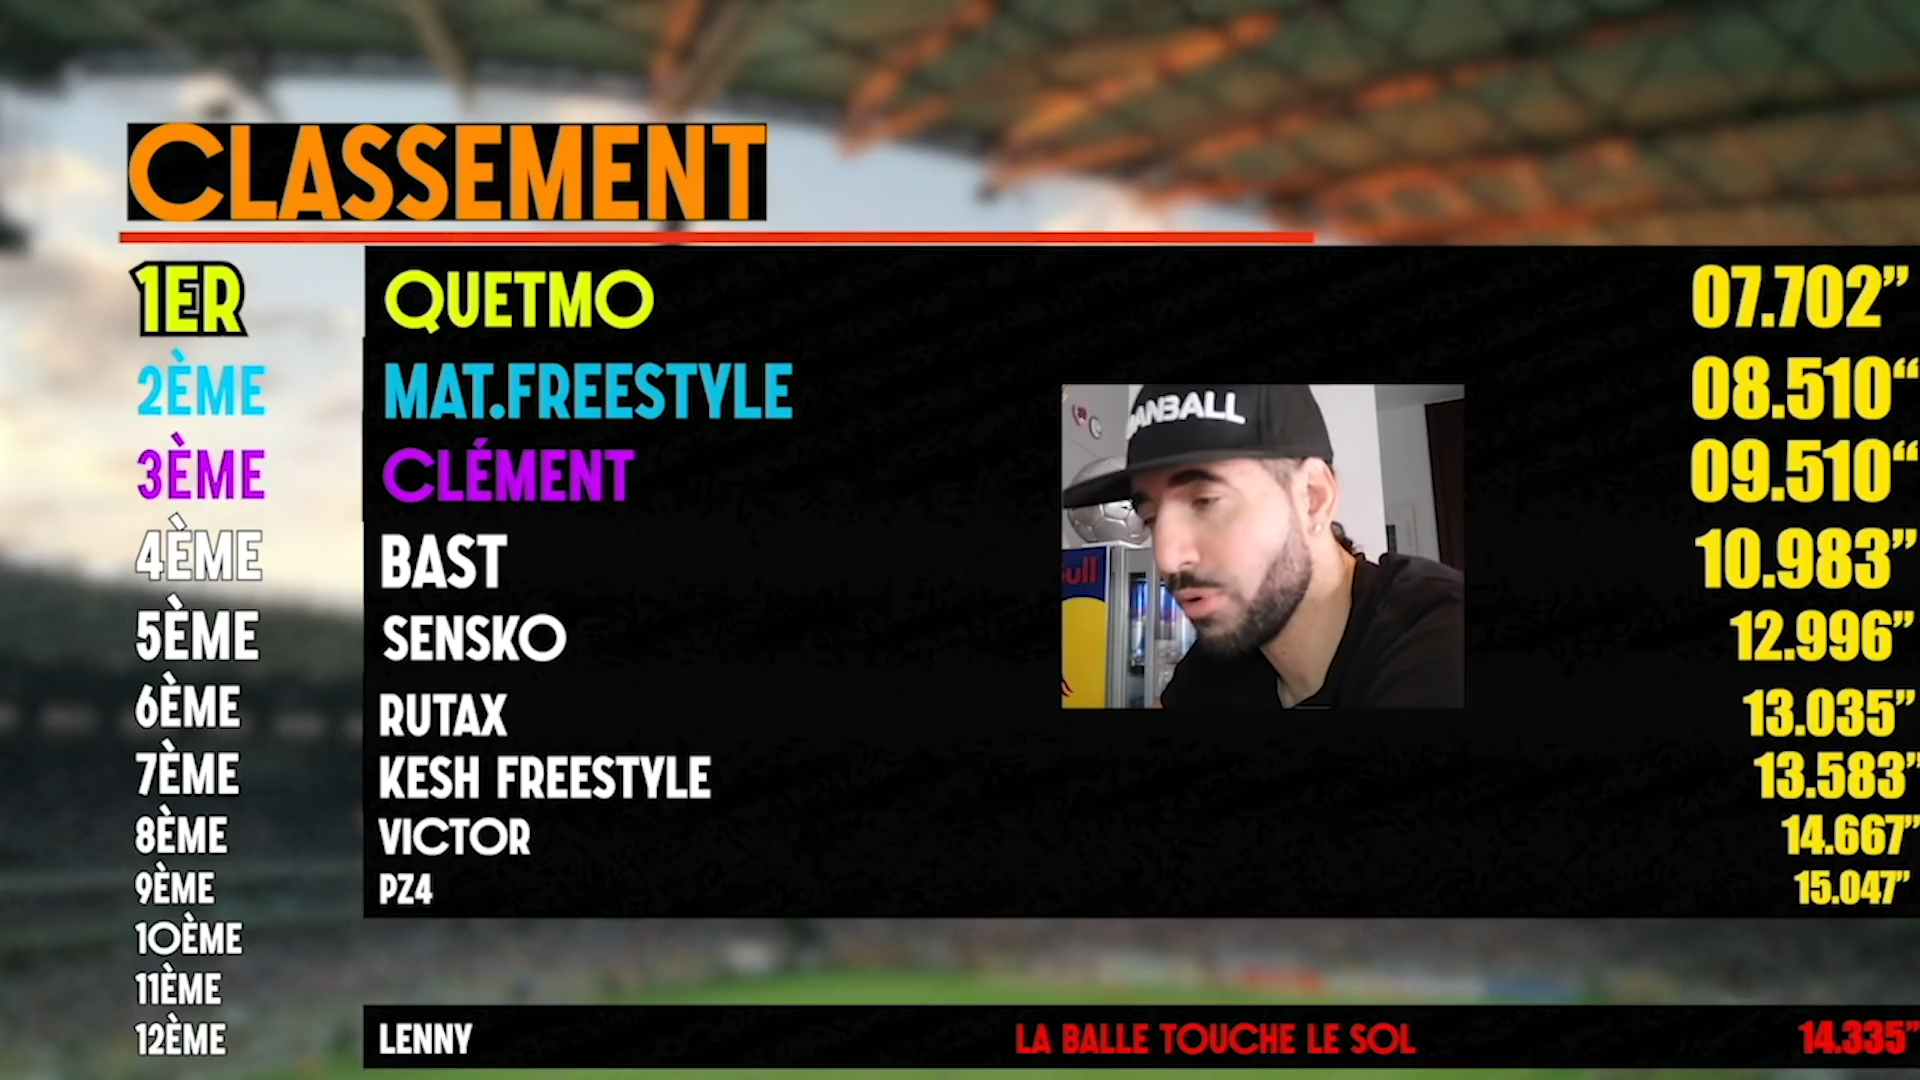 CLASSEMENT
1ER QUETMO 07.702”
2ÈME MAT.FREESTYLE 08.510“
3ÈME CLÉMENT 09.510“
4ÈME BAST 10.983”
5ÈME SENSKO 12.996”
6ÈME RUTAX 13.035”
7ÈME KESH FREESTYLE 13.583”
8ÈME VICTOR 14.667”
9ÈME PZ4 15.047”
10ÈME
11ÈME
12ÈME LENNY LA BALLE TOUCHE LE SOL 14.335”
ANBALL
ull